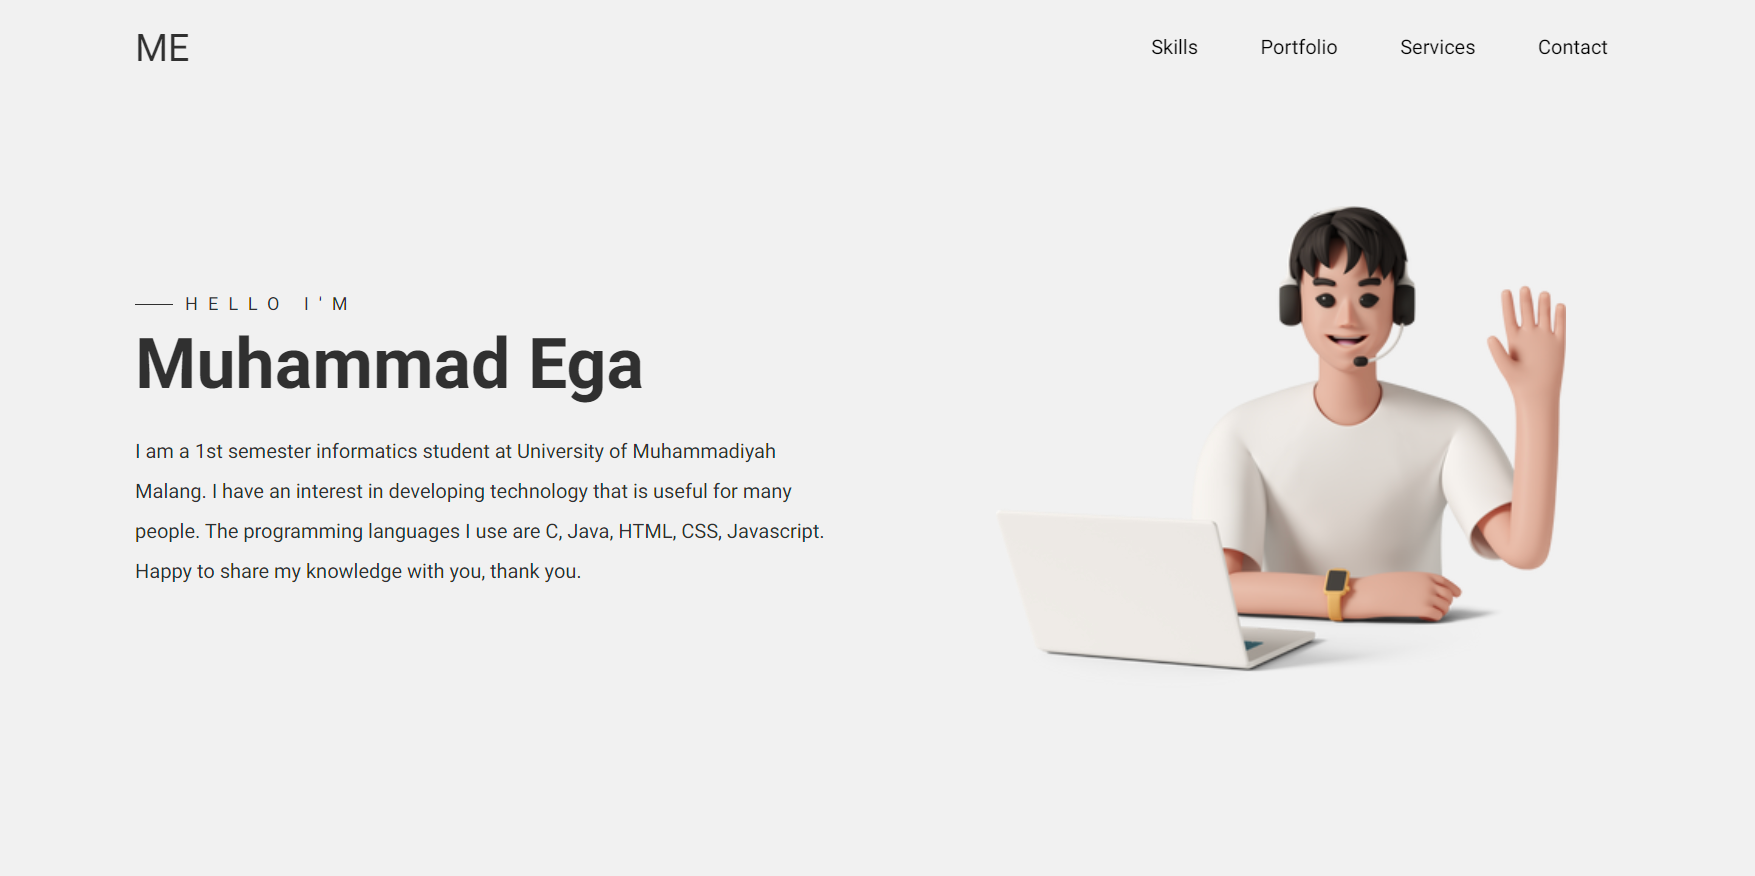 ME
Skills Portfolio Services Contact
HELLO I'M
Muhammad Ega
I am a 1st semester informatics student at University of Muhammadiyah
Malang. I have an interest in developing technology that is useful for many
people. The programming languages I use are C, Java, HTML, CSS, Javascript.
Happy to share my knowledge with you, thank you.